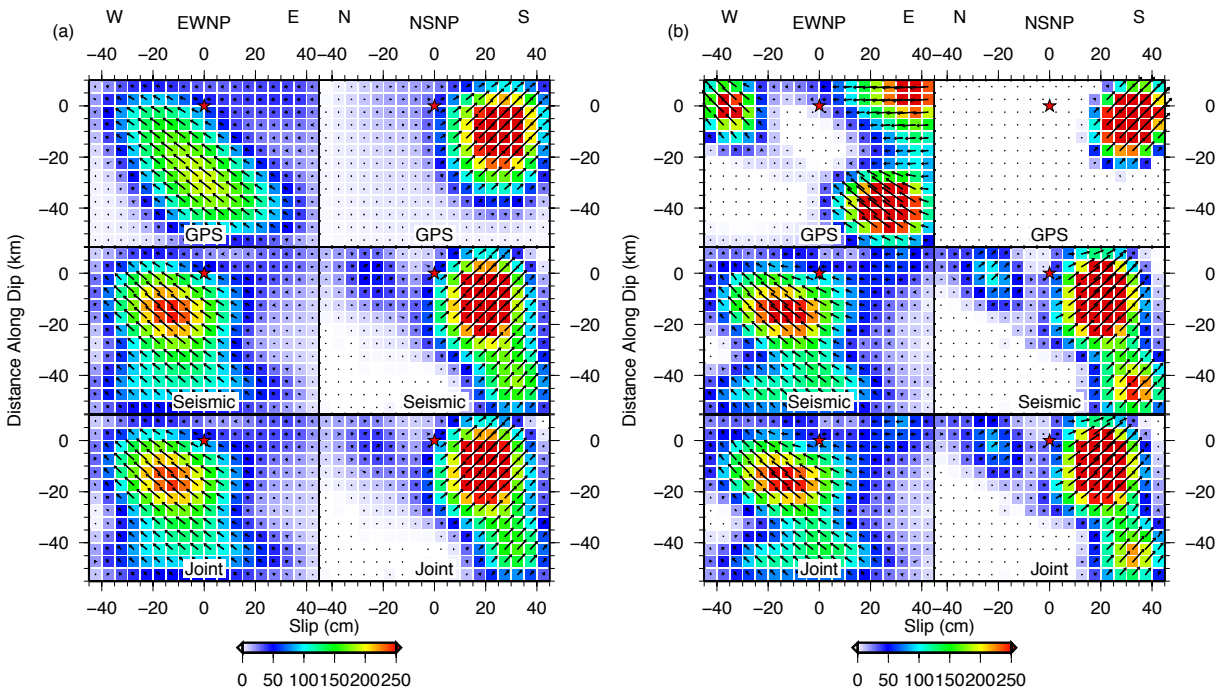 (a) W EWNP E N NSNP S
−40 −20 0 20 40 −40 −20 0 20 40
0 0
−20 −20
−40 GPS GPS −40
0 0
−20 −20
−40 Seismic Seismic −40
0 0
−20 −20
−40 Joint Joint −40
Distance Along Dip (km)
−40 −20 0 20 40 −40 −20 0 20 40
Slip (cm)
0 50 100 150 200 250
(b) W EWNP E N NSNP S
−40 −20 0 20 40 −40 −20 0 20 40
0 0
−20 −20
−40 GPS GPS −40
0 0
−20 −20
−40 Seismic Seismic −40
0 0
−20 −20
−40 Joint Joint −40
Distance Along Dip (km)
−40 −20 0 20 40 −40 −20 0 20 40
Slip (cm)
0 50 100 150 200 250